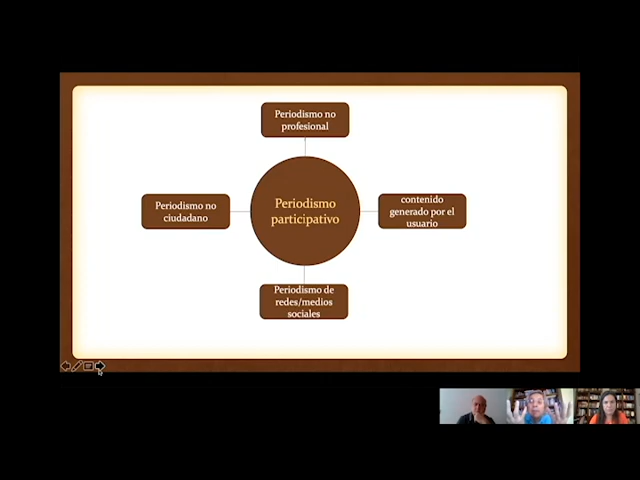 Periodismo no
profesional
Periodismo no
ciudadano
Periodismo
participativo
contenido
generado por el
usuario
Periodismo de
redes/medios
sociales